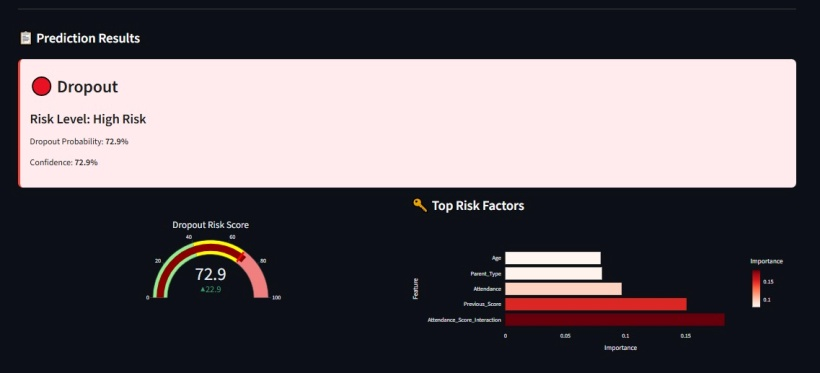 Prediction Results
Dropout
Risk Level: High Risk
Dropout Probability: 72.9%
Confidence: 72.9%
Dropout Risk Score
0
20
40
60
80
100
72.9
▲22.9
Top Risk Factors
Feature
Age
Parent_Type
Attendance
Previous_Score
Attendance_Score_Interaction
0
0.05
0.1
0.15
Importance
Importance
0.15
0.1